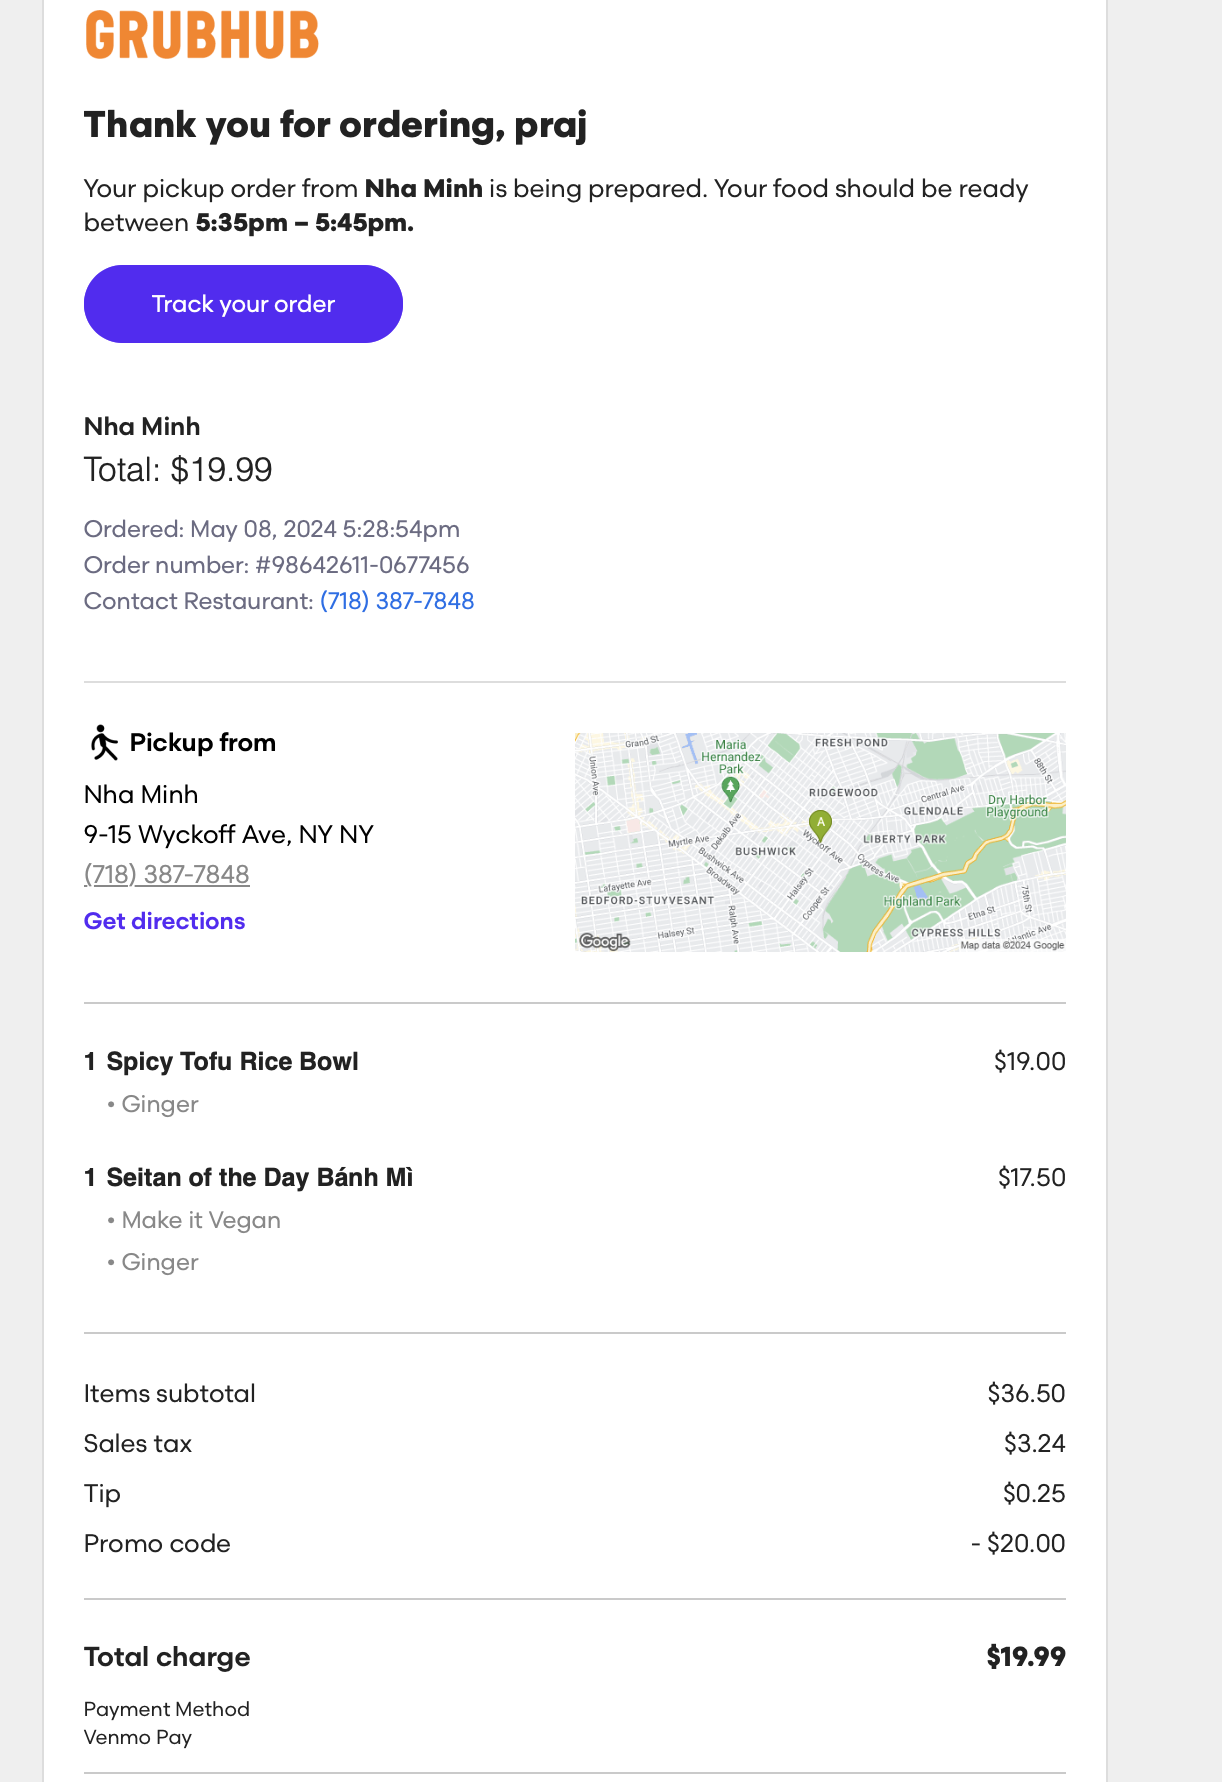 GRUBHUB
Thank you for ordering, praj
Your pickup order from Nha Minh is being prepared. Your food should be ready
between 5:35pm – 5:45pm.
Track your order
Nha Minh
Total: $19.99
Ordered: May 08, 2024 5:28:54pm
Order number: #98642611-0677456
Contact Restaurant: (718) 387-7848
Pickup from
Nha Minh
9-15 Wyckoff Ave, NY NY
(718) 387-7848
Get directions
Grand St
Union Ave
Maria
Hernandez
Park
FRESH POND
88th St
RIDGEWOOD
Central Ave
GLENDALE
Dry Harbor
Playground
A
Dekalb Ave
Myrtle Ave
Wyckoff Ave
LIBERTY PARK
BUSHWICK
Bushwick Ave
Broadway
Cypress Ave
Lafayette Ave
Halsey St
Cooper St
BEDFORD-STUYVESANT
Highland Park
75th St
Ralph Ave
Etna St
Halsey St
CYPRESS HILLS
lantic Ave
Google
Map data ©2024 Google
1 Spicy Tofu Rice Bowl $19.00
• Ginger
1 Seitan of the Day Bánh Mì $17.50
• Make it Vegan
• Ginger
Items subtotal $36.50
Sales tax $3.24
Tip $0.25
Promo code - $20.00
Total charge $19.99
Payment Method
Venmo Pay